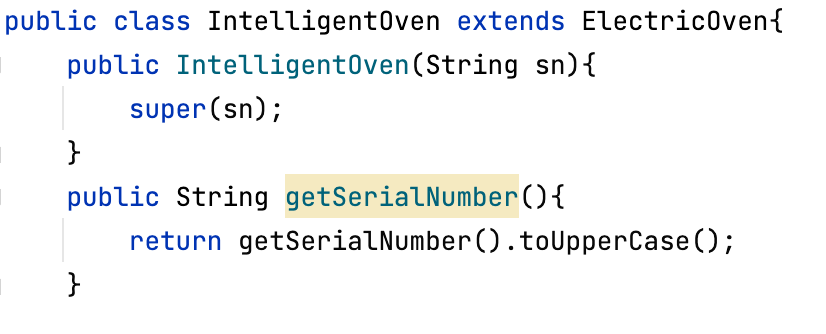 public class IntelligentOven extends ElectricOven{
    public IntelligentOven(String sn){
        super(sn);
    }
    public String getSerialNumber(){
        return getSerialNumber().toUpperCase();
    }